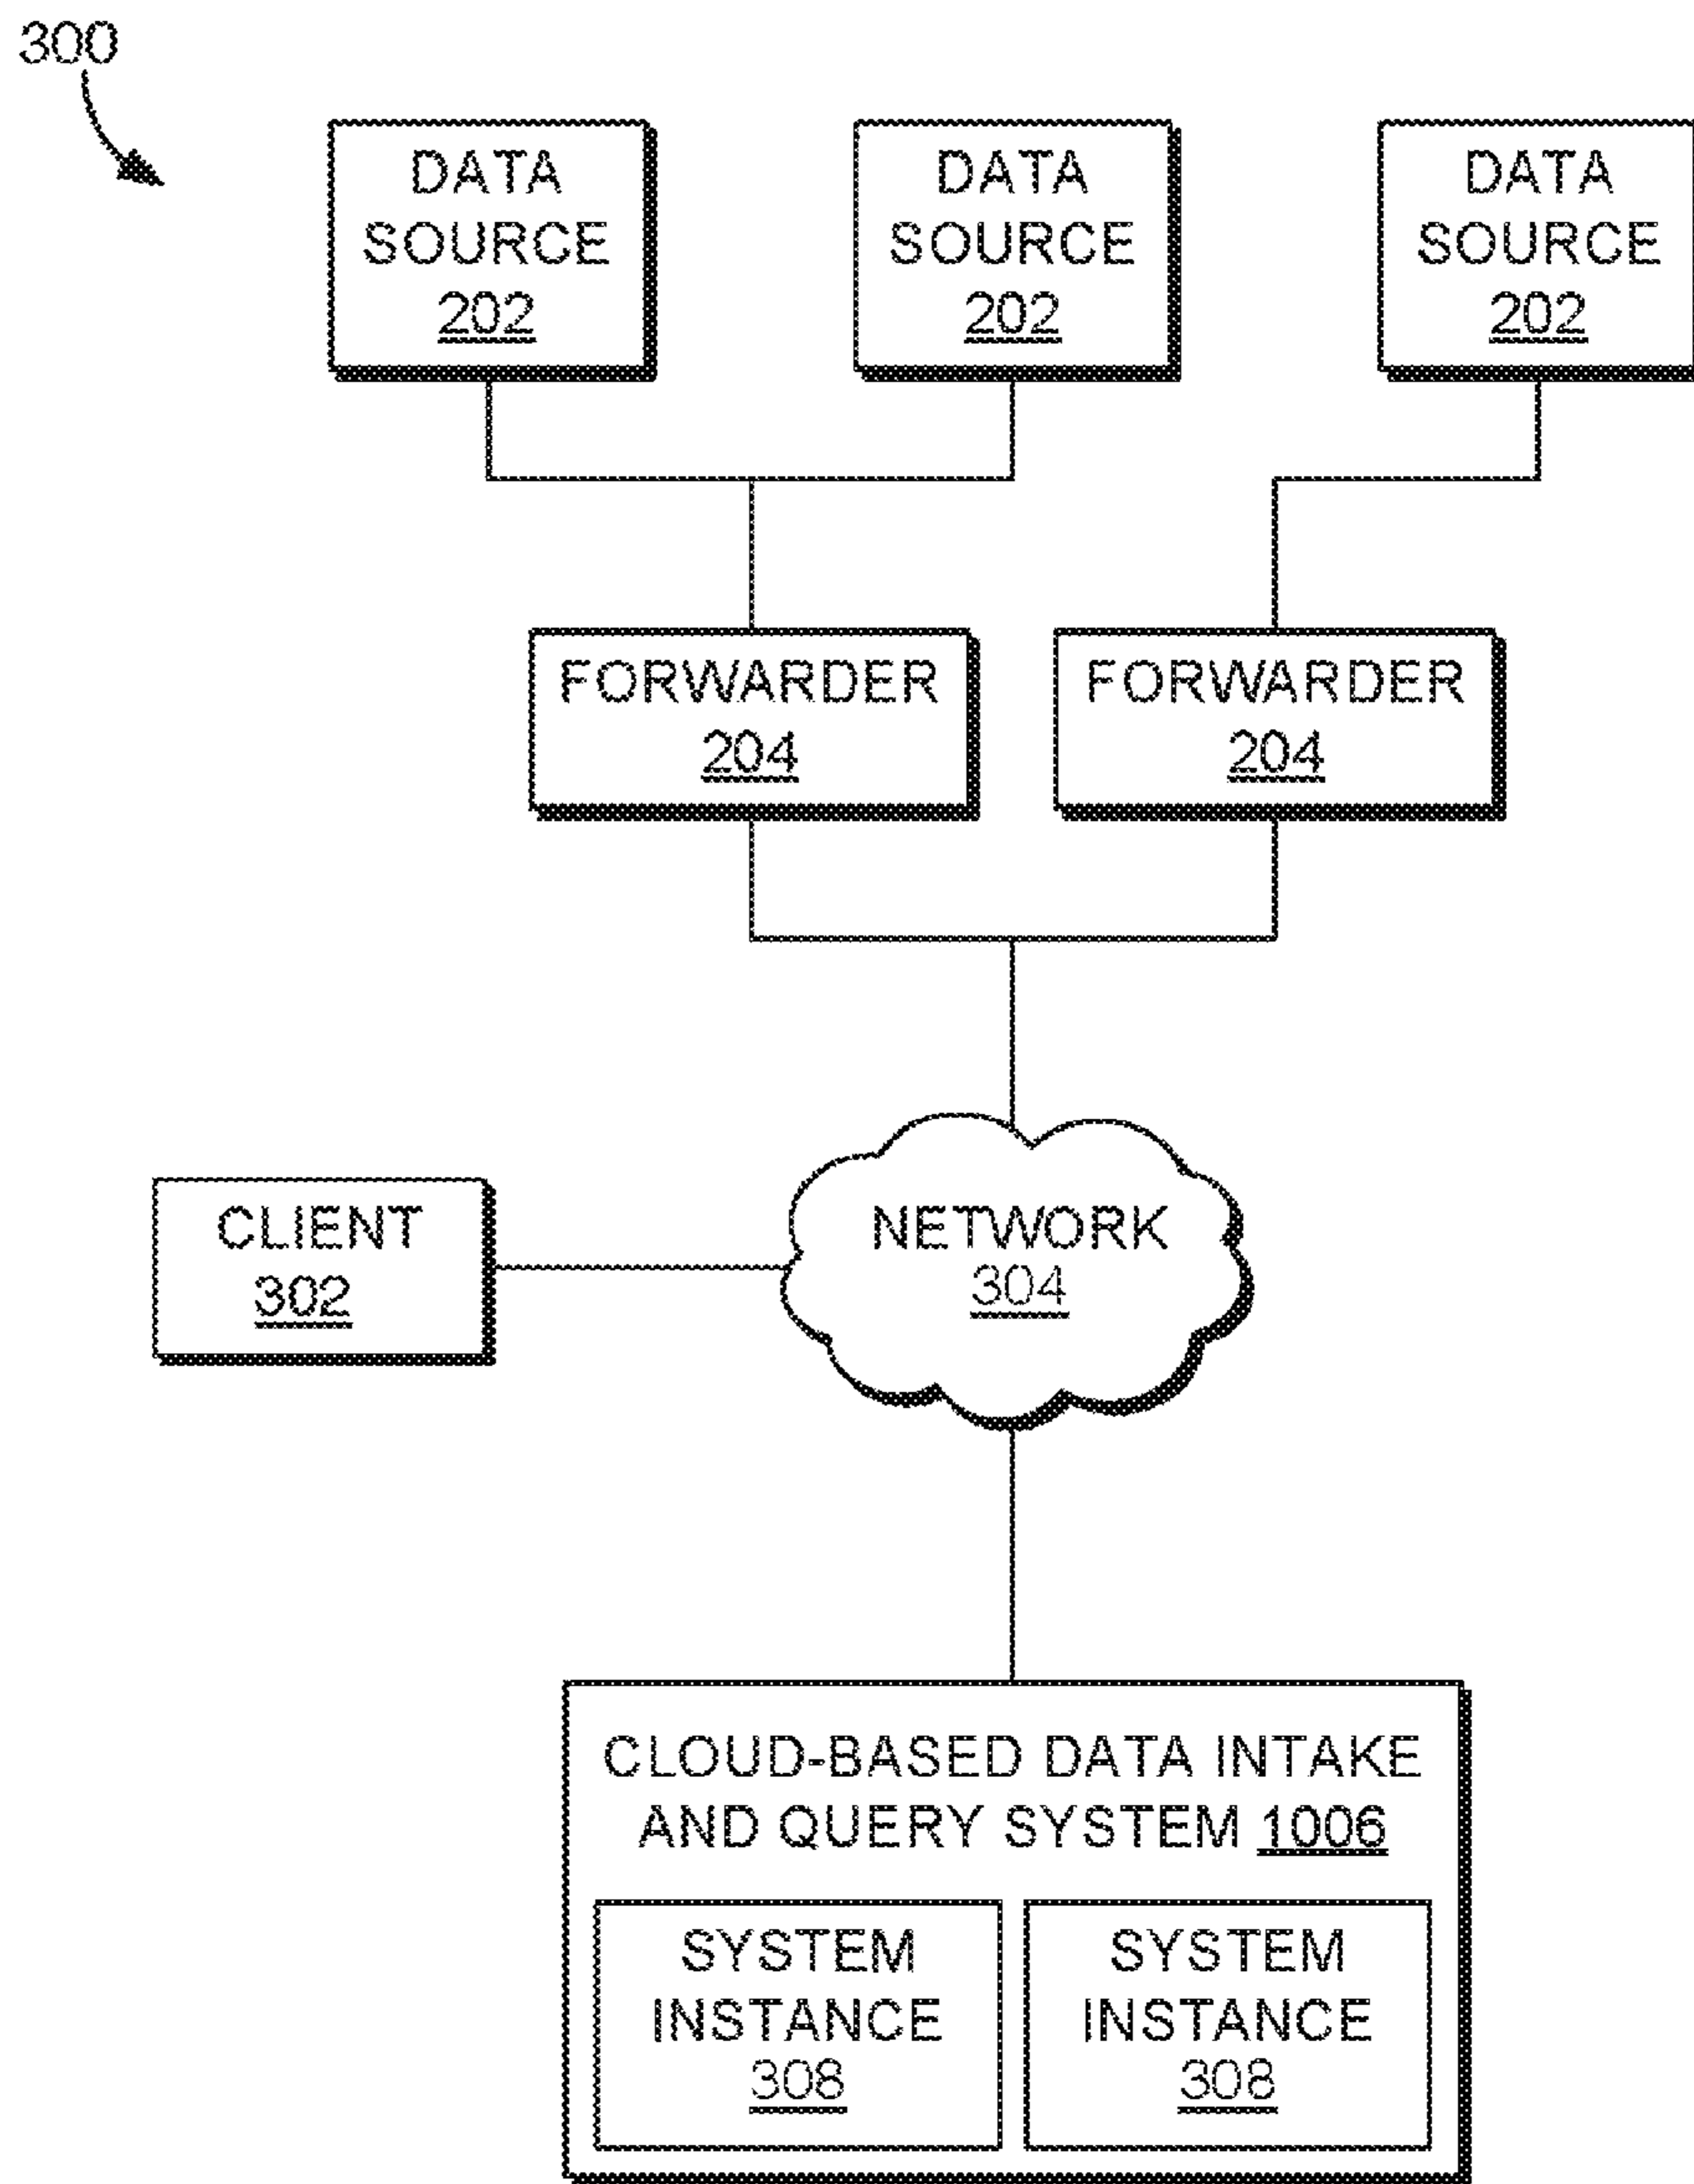 300
DATA
SOURCE
202
DATA
SOURCE
202
DATA
SOURCE
202
FORWARDER
204
FORWARDER
204
CLIENT
302
NETWORK
304
CLOUD-BASED DATA INTAKE
AND QUERY SYSTEM 1006
SYSTEM
INSTANCE
308
SYSTEM
INSTANCE
308